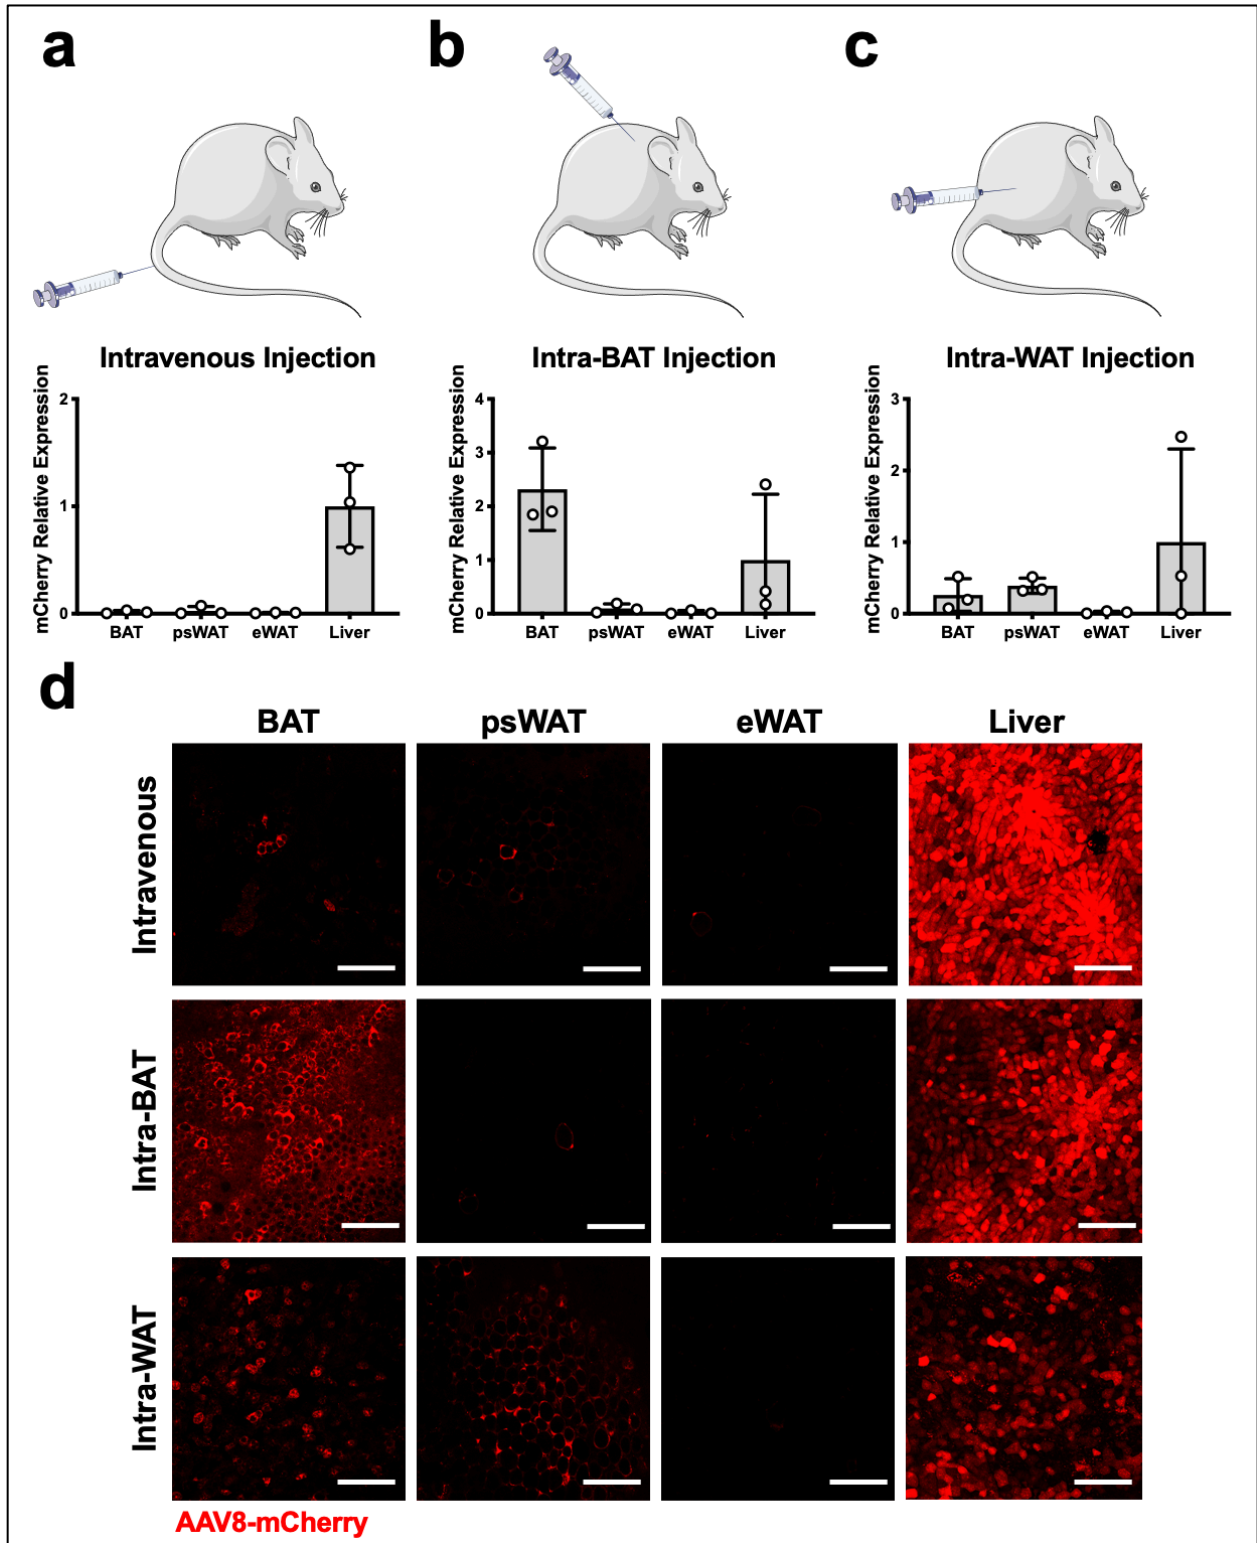 a
b
c
Intravenous Injection
mCherry Relative Expression
2
1
0
BAT psWAT eWAT Liver
Intra-BAT Injection
mCherry Relative Expression
4
3
2
1
0
BAT psWAT eWAT Liver
Intra-WAT Injection
mCherry Relative Expression
3
2
1
0
BAT psWAT eWAT Liver
d
BAT psWAT eWAT Liver
Intravenous
Intra-BAT
Intra-WAT
AAV8-mCherry